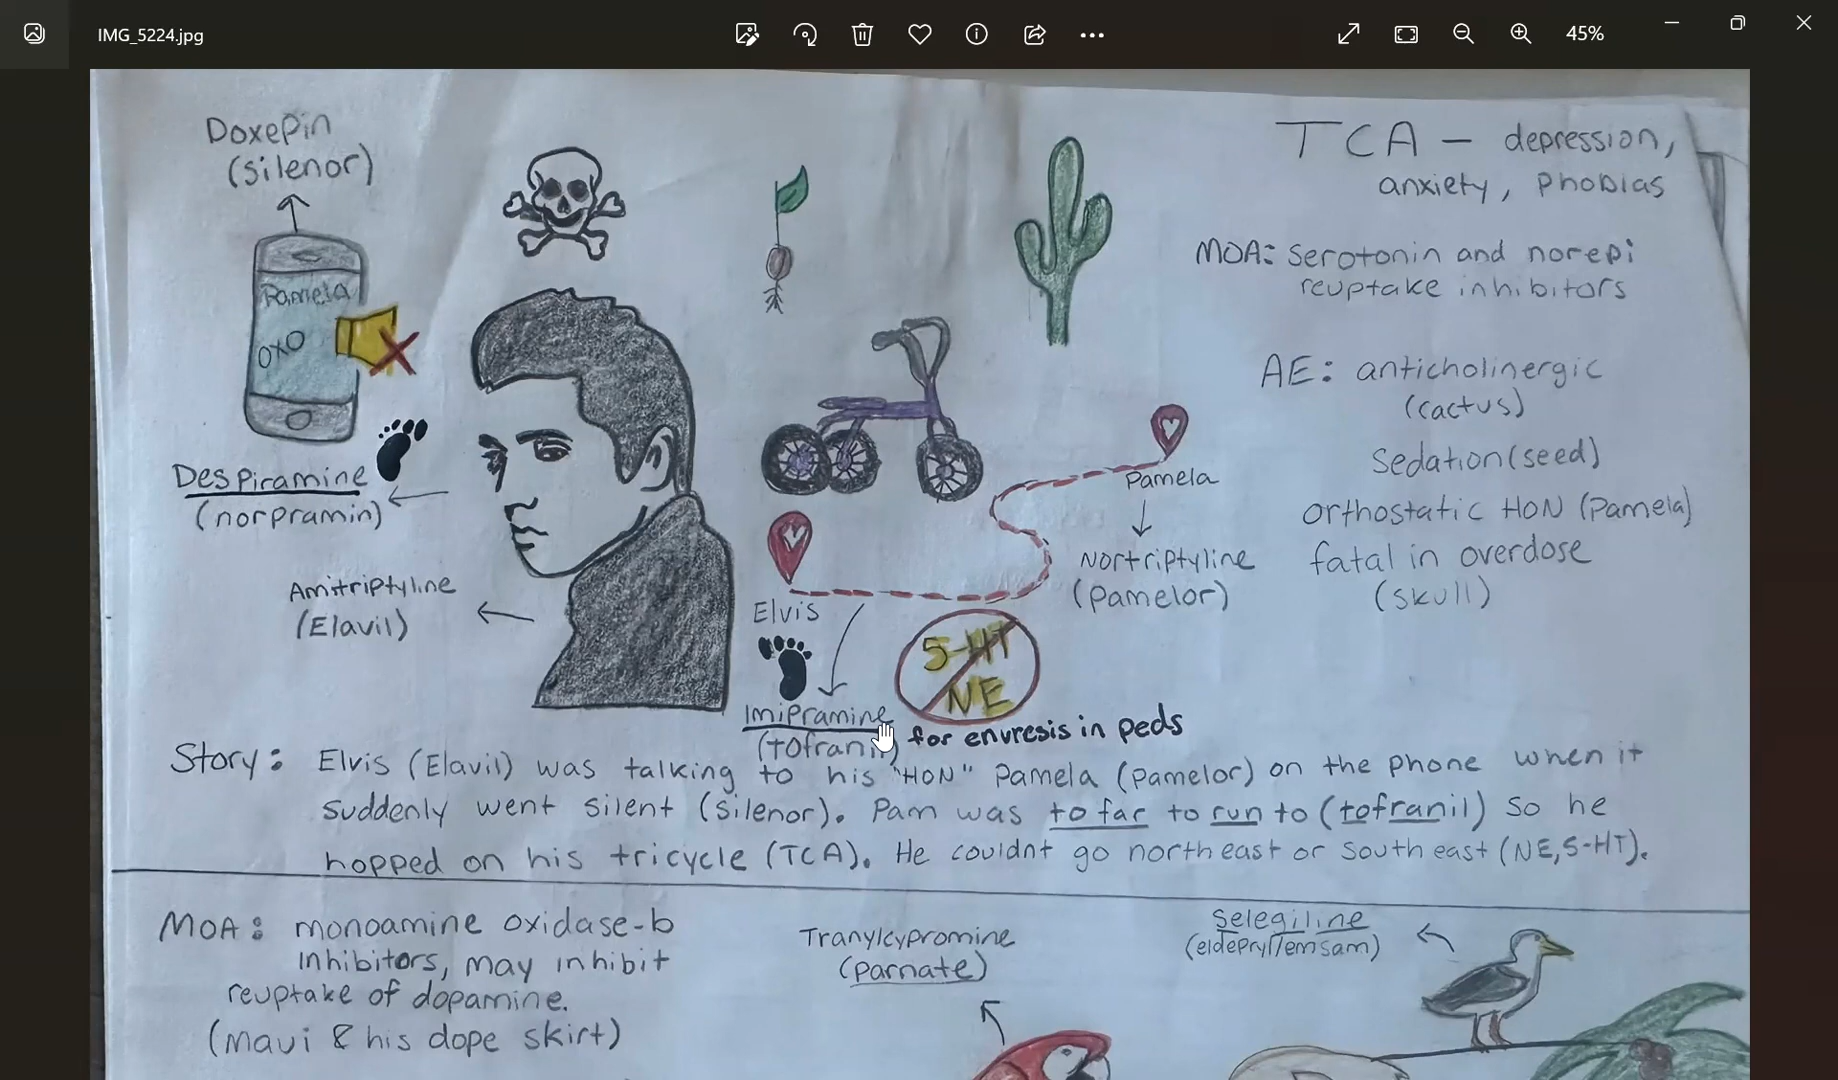 IMG_5224.jpg
45%
Doxepin
(silenor)
Pamela
OXO
Despiramine
(norpramin)
Amitriptyline
(Elavil)
TCA - depression,
anxiety, phobias
MOA: serotonin and norepi
reuptake inhibitors
AE: anticholinergic
(cactus)
Sedation (seed)
orthostatic HON (Pamela)
fatal in overdose
(skull)
Pamela
Nortriptyline
(Pamelor)
Elvis
5-HT
NE
Imipramine
(tofranil) for enuresis in peds
Story: Elvis (Elavil) was talking to his "HON" Pamela (pamelor) on the phone when it
suddenly went silent (silenor). Pam was to far to run to (tofranil) so he
hopped on his tricycle (TCA). He couldnt go north east or south east (NE, 5-HT).
MOA: monoamine oxidase-b
inhibitors, may inhibit
reuptake of dopamine.
(maui & his dope skirt)
Tranylcypromine
(parnate)
Selegiline
(eldepryl/emsam)